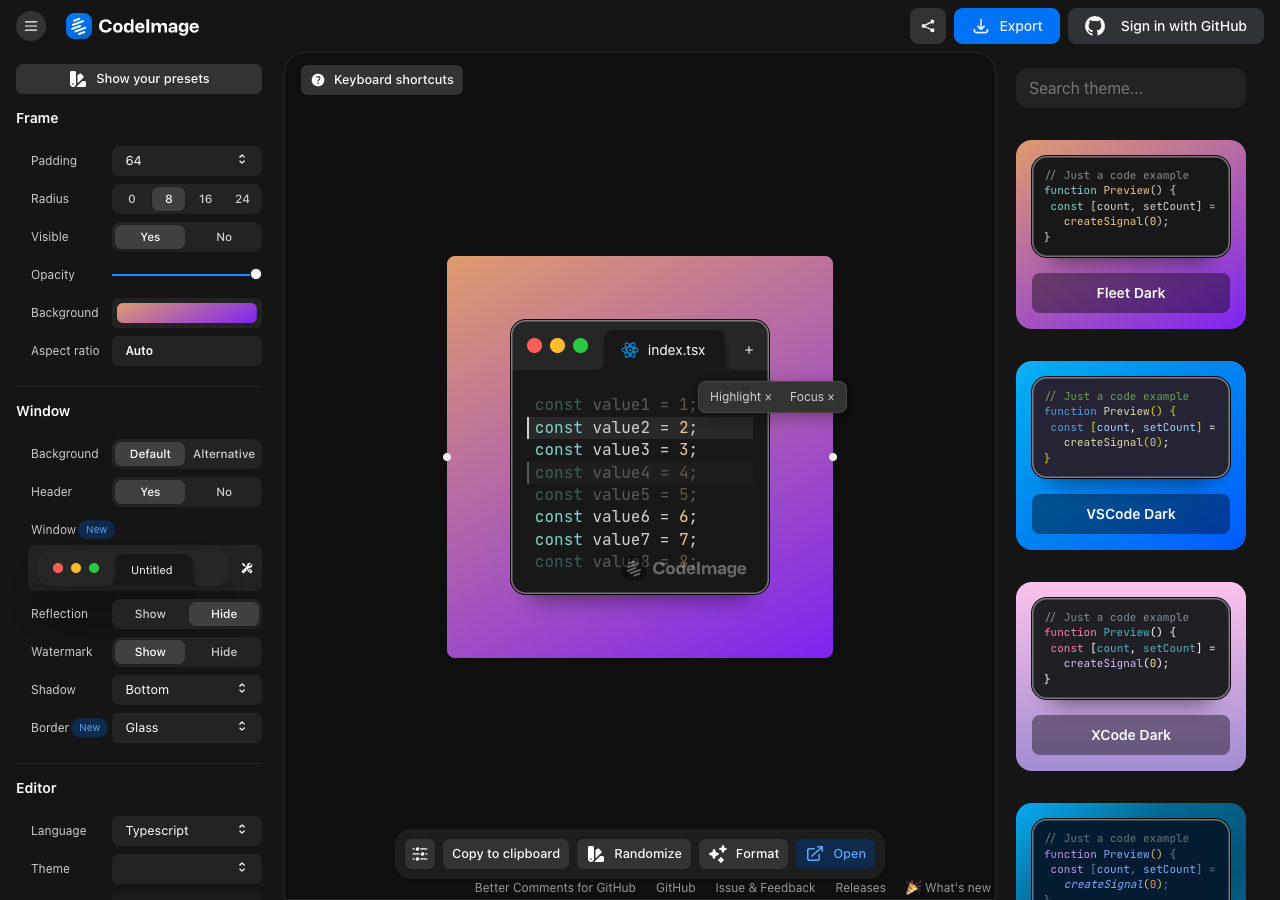 CodeImage
Export
Sign in with GitHub
Show your presets
Frame
Padding
64
Radius
0
8
16
24
Visible
Yes
No
Opacity
Background
Aspect ratio
Auto
Window
Background
Default
Alternative
Header
Yes
No
Window
New
Untitled
Reflection
Show
Hide
Watermark
Show
Hide
Shadow
Bottom
Border
New
Glass
Editor
Language
Typescript
Theme
? Keyboard shortcuts
index.tsx
+
Highlight ×
Focus ×
const value1 = 1;
const value2 = 2;
const value3 = 3;
const value4 = 4;
const value5 = 5;
const value6 = 6;
const value7 = 7;
const value8 = 8;
CodeImage
Copy to clipboard
Randomize
Format
Open
Better Comments for GitHub
GitHub
Issue & Feedback
Releases
🎉 What's new
Search theme...
// Just a code example
function Preview() {
const [count, setCount] =
createSignal(0);
}
Fleet Dark
// Just a code example
function Preview() {
const [count, setCount] =
createSignal(0);
}
VSCode Dark
// Just a code example
function Preview() {
const [count, setCount] =
createSignal(0);
}
XCode Dark
// Just a code example
function Preview() {
const [count, setCount] =
createSignal(0);
}